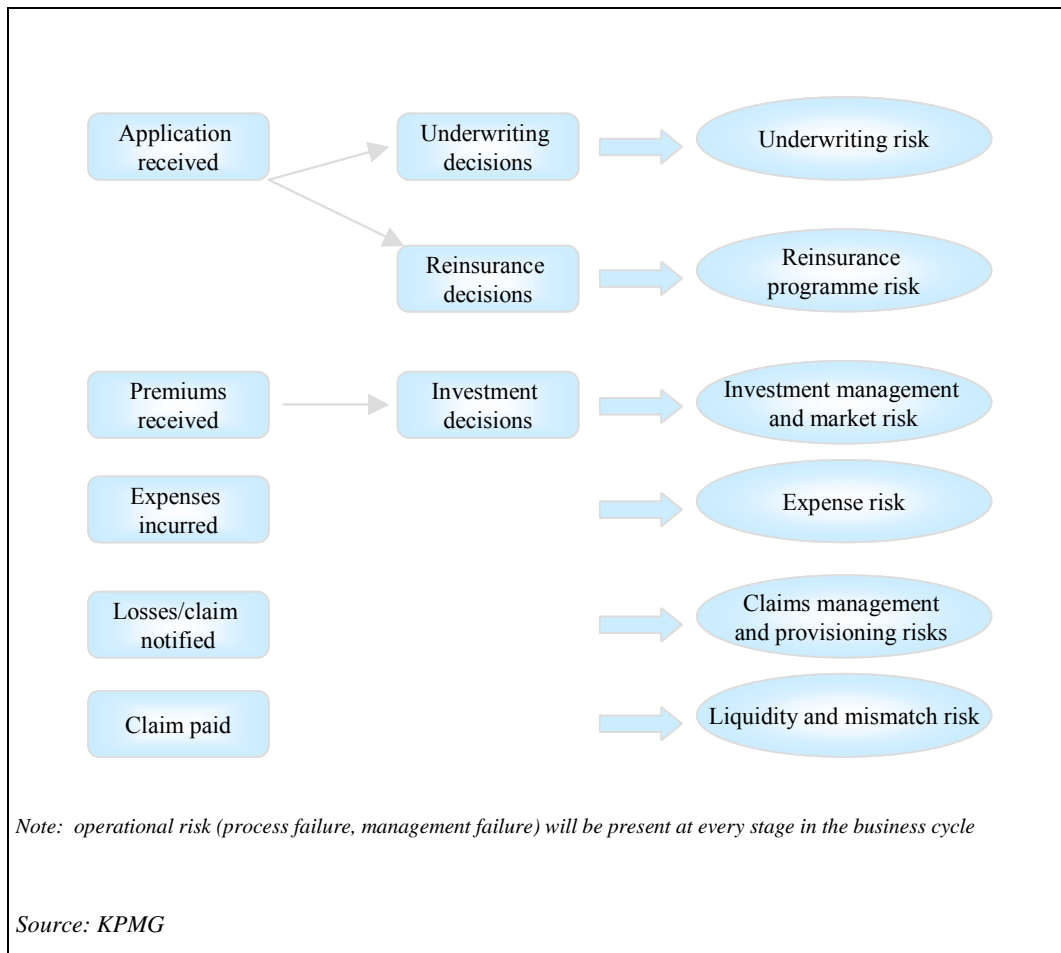 Application
received
Underwriting
decisions
Underwriting risk
Reinsurance
decisions
Reinsurance
programme risk
Premiums
received
Investment
decisions
Investment management
and market risk
Expenses
incurred
Expense risk
Losses/claim
notified
Claims management
and provisioning risks
Claim paid
Liquidity and mismatch risk
Note: operational risk (process failure, management failure) will be present at every stage in the business cycle
Source: KPMG